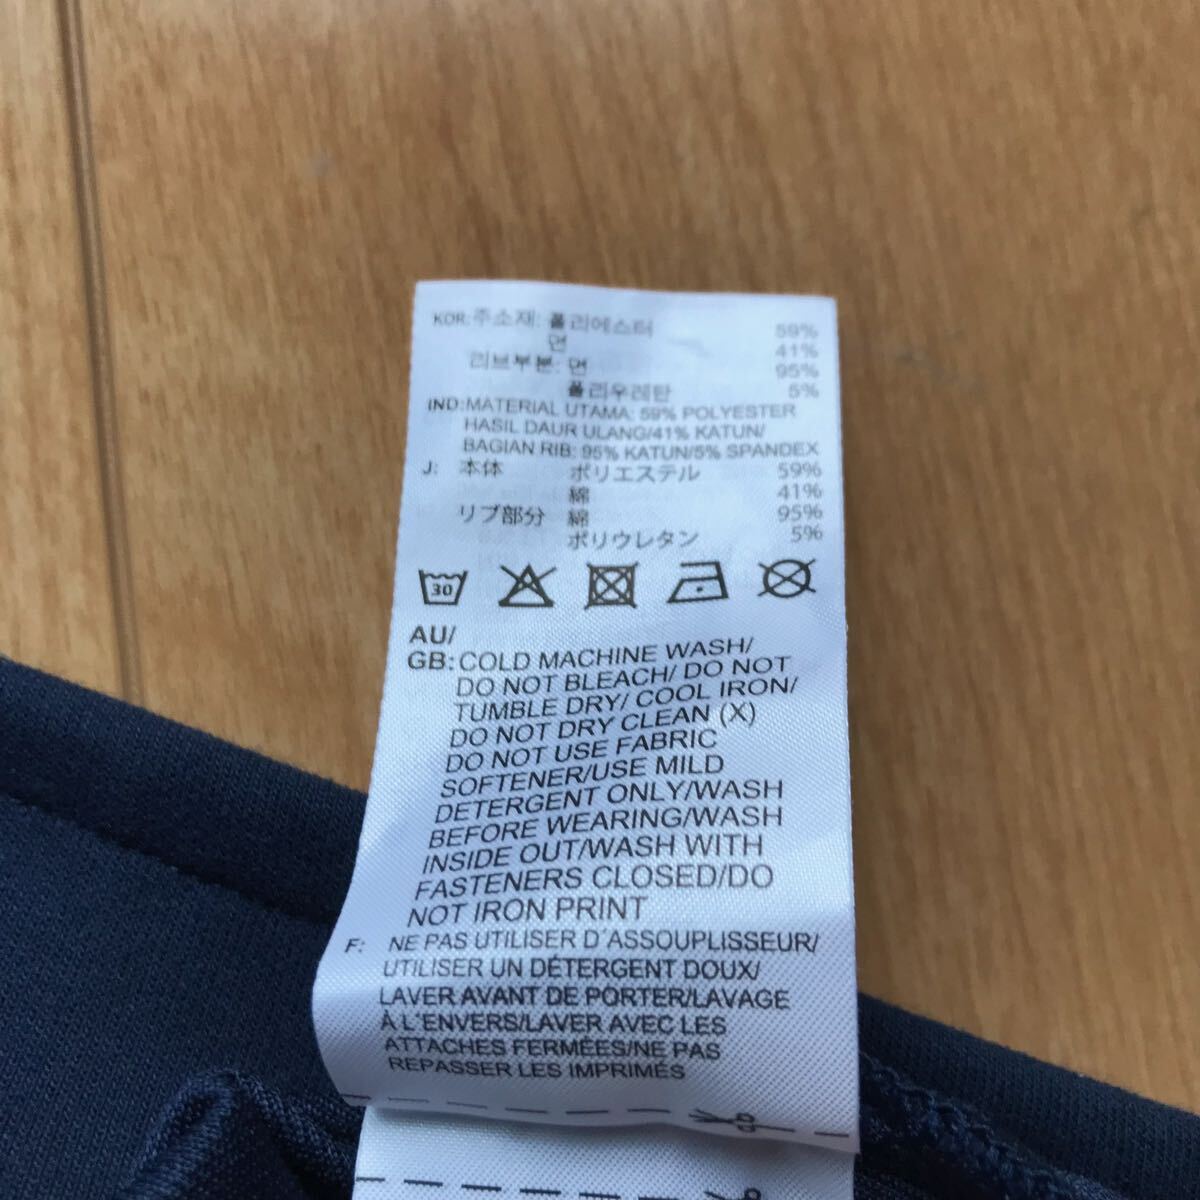 KOR: 주소재: 폴리에스터 59%
면 41%
리브부분: 면 95%
폴리우레탄 5%
IND: MATERIAL UTAMA: 59% POLYESTER
HASIL DAUR ULANG/41% KATUN/
BAGIAN RIB: 95% KATUN/5% SPANDEX
J: 本体 ポリエステル 59%
綿 41%
リブ部分 綿 95%
ポリウレタン 5%
30
AU/
GB: COLD MACHINE WASH/
DO NOT BLEACH/ DO NOT
TUMBLE DRY/ COOL IRON/
DO NOT DRY CLEAN (X)
DO NOT USE FABRIC
SOFTENER/USE MILD
DETERGENT ONLY/WASH
BEFORE WEARING/WASH
INSIDE OUT/WASH WITH
FASTENERS CLOSED/DO
NOT IRON PRINT
F: NE PAS UTILISER D'ASSOUPLISSEUR/
UTILISER UN DÉTERGENT DOUX/
LAVER AVANT DE PORTER/LAVAGE
À L'ENVERS/LAVER AVEC LES
ATTACHES FERMÉES/NE PAS
REPASSER LES IMPRIMÉS